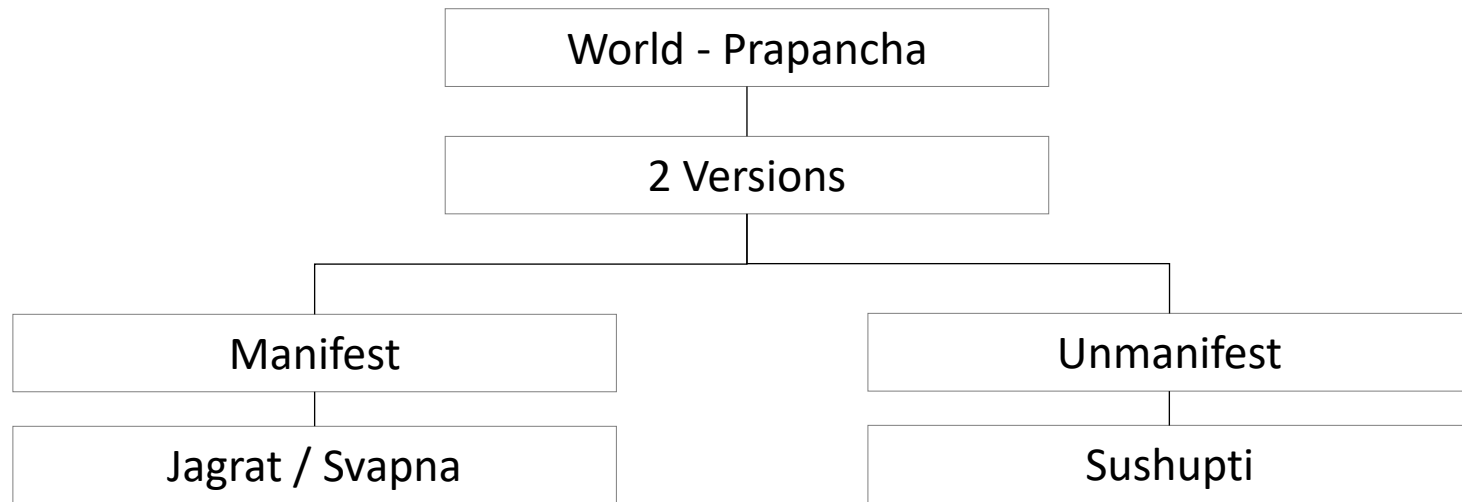 World - Prapancha
2 Versions
Manifest
Unmanifest
Jagrat / Svapna
Sushupti